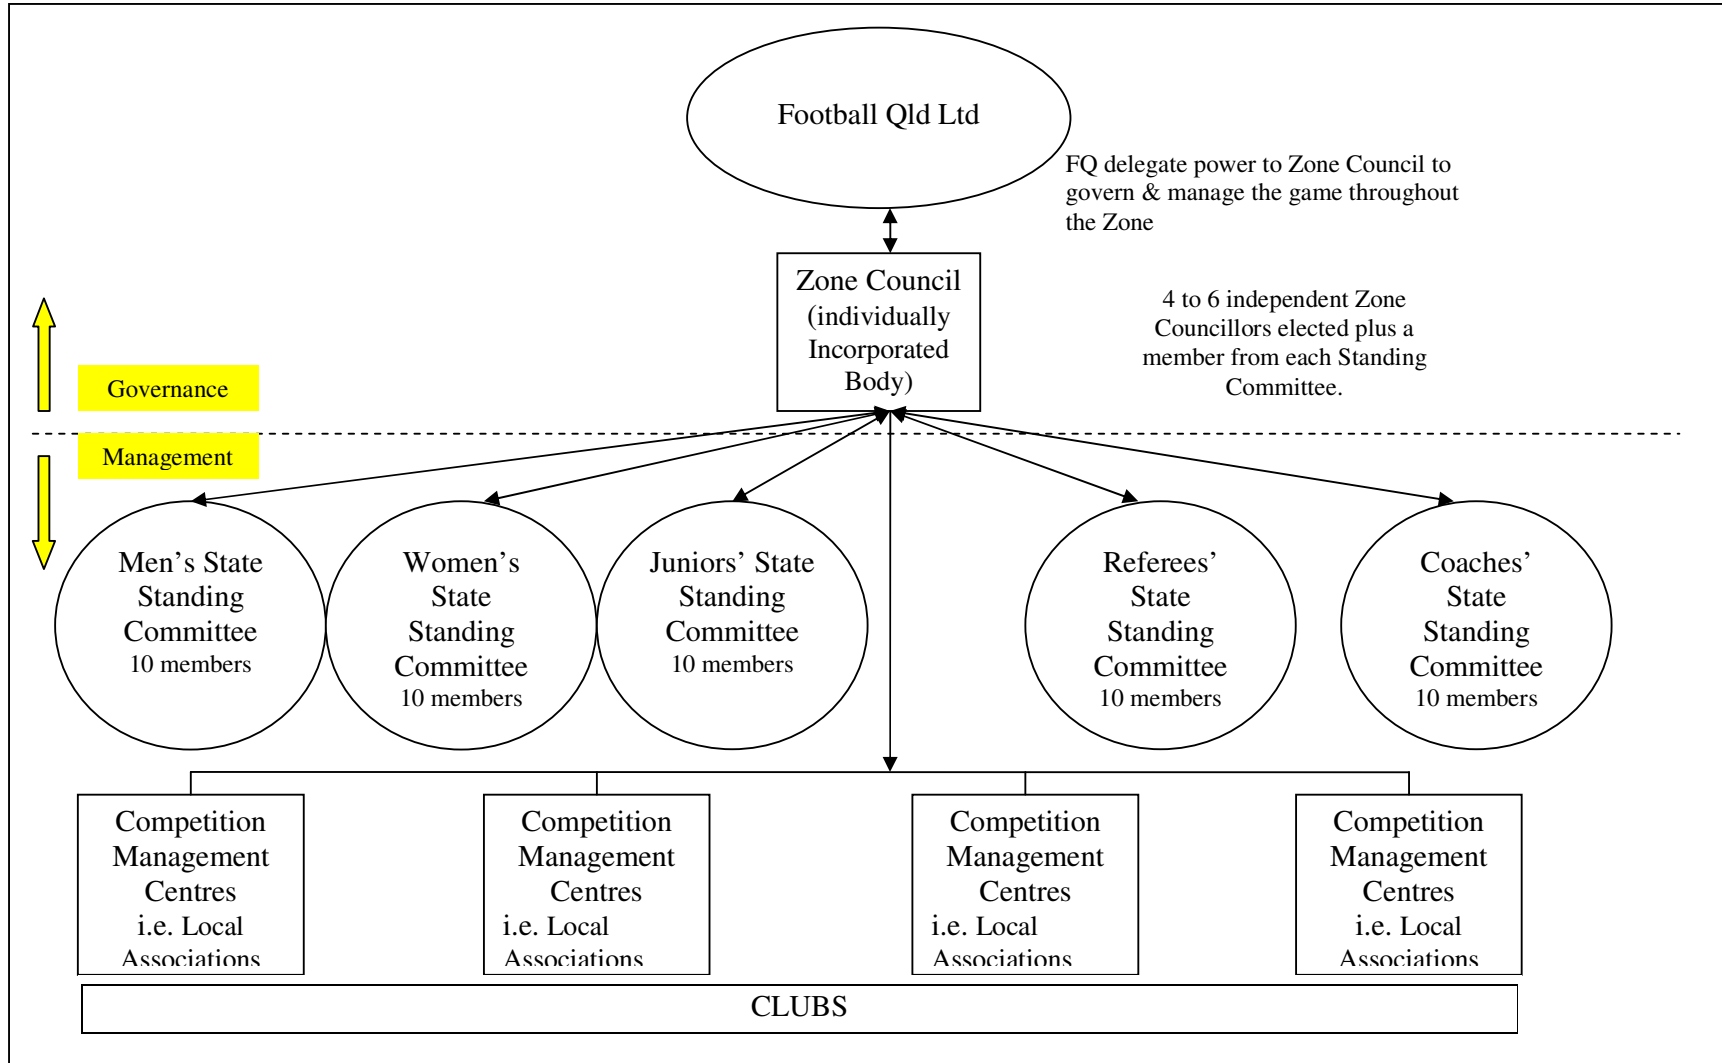 Football Qld Ltd
FQ delegate power to Zone Council to
govern & manage the game throughout
the Zone
Zone Council
(individually
Incorporated
Body)
4 to 6 independent Zone
Councillors elected plus a
member from each Standing
Committee.
Governance
Management
Men’s State
Standing
Committee
10 members
Women’s
State
Standing
Committee
10 members
Juniors’ State
Standing
Committee
10 members
Referees’
State
Standing
Committee
10 members
Coaches’
State
Standing
Committee
10 members
Competition
Management
Centres
i.e. Local
Associations
Competition
Management
Centres
i.e. Local
Associations
Competition
Management
Centres
i.e. Local
Associations
Competition
Management
Centres
i.e. Local
Associations
CLUBS